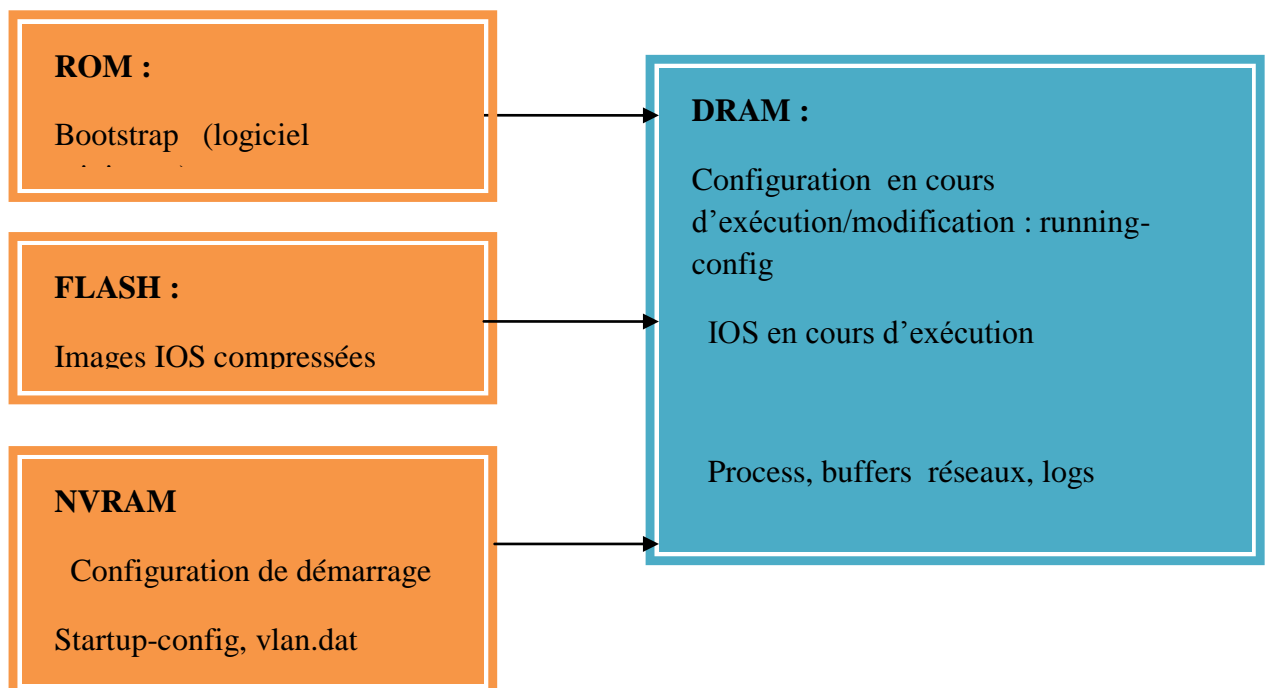 ROM :
Bootstrap (logiciel
FLASH :
Images IOS compressées
NVRAM
Configuration de démarrage
Startup-config, vlan.dat
DRAM :
Configuration en cours
d’exécution/modification : running-
config
IOS en cours d’exécution
Process, buffers réseaux, logs